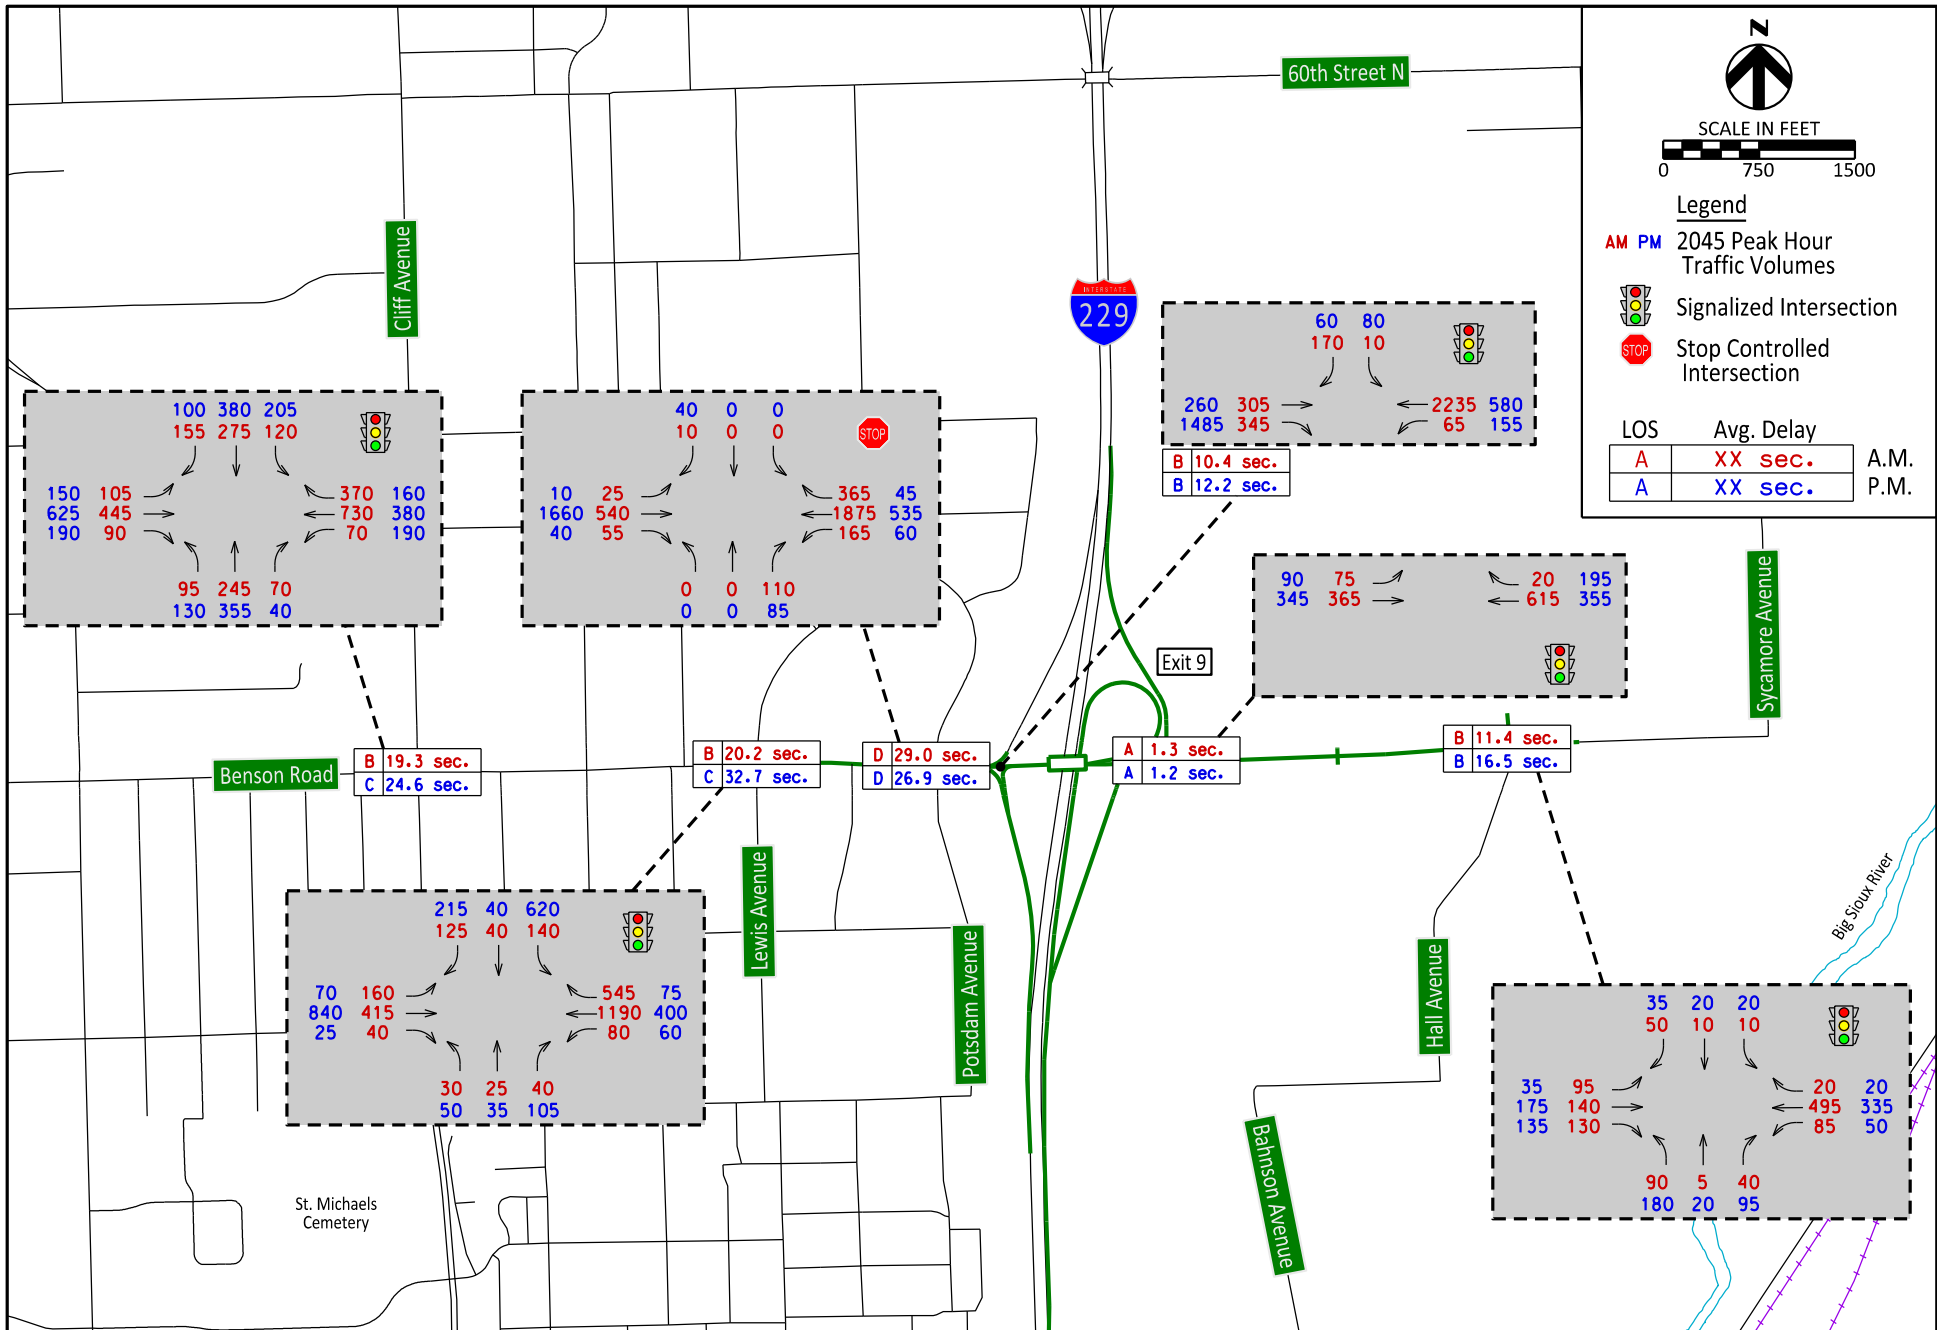 60th Street N
N
SCALE IN FEET
0 750 1500
Legend
AM PM 2045 Peak Hour
Traffic Volumes
Signalized Intersection
STOP Stop Controlled
Intersection
LOS Avg. Delay
A XX sec. A.M.
A XX sec. P.M.
Cliff Avenue
INTERSTATE
229
60 80
170 10
260 305 2235 580
1485 345 65 155
B 10.4 sec.
B 12.2 sec.
100 380 205
155 275 120
150 105 370 160
625 445 730 380
190 90 70 190
95 245 70
130 355 40
40 0 0
10 0 0
STOP
10 25 365 45
1660 540 1875 535
40 55 165 60
0 0 110
0 0 85
90 75 20 195
345 365 615 355
Exit 9
Sycamore Avenue
Benson Road
B 19.3 sec.
C 24.6 sec.
B 20.2 sec.
C 32.7 sec.
D 29.0 sec.
D 26.9 sec.
A 1.3 sec.
A 1.2 sec.
B 11.4 sec.
B 16.5 sec.
Lewis Avenue
Potsdam Avenue
Hall Avenue
Bahnson Avenue
Big Sioux River
215 40 620
125 40 140
70 160 545 75
840 415 1190 400
25 40 80 60
30 25 40
50 35 105
35 20 20
50 10 10
35 95 20 20
175 140 495 335
135 130 85 50
90 5 40
180 20 95
St. Michaels
Cemetery